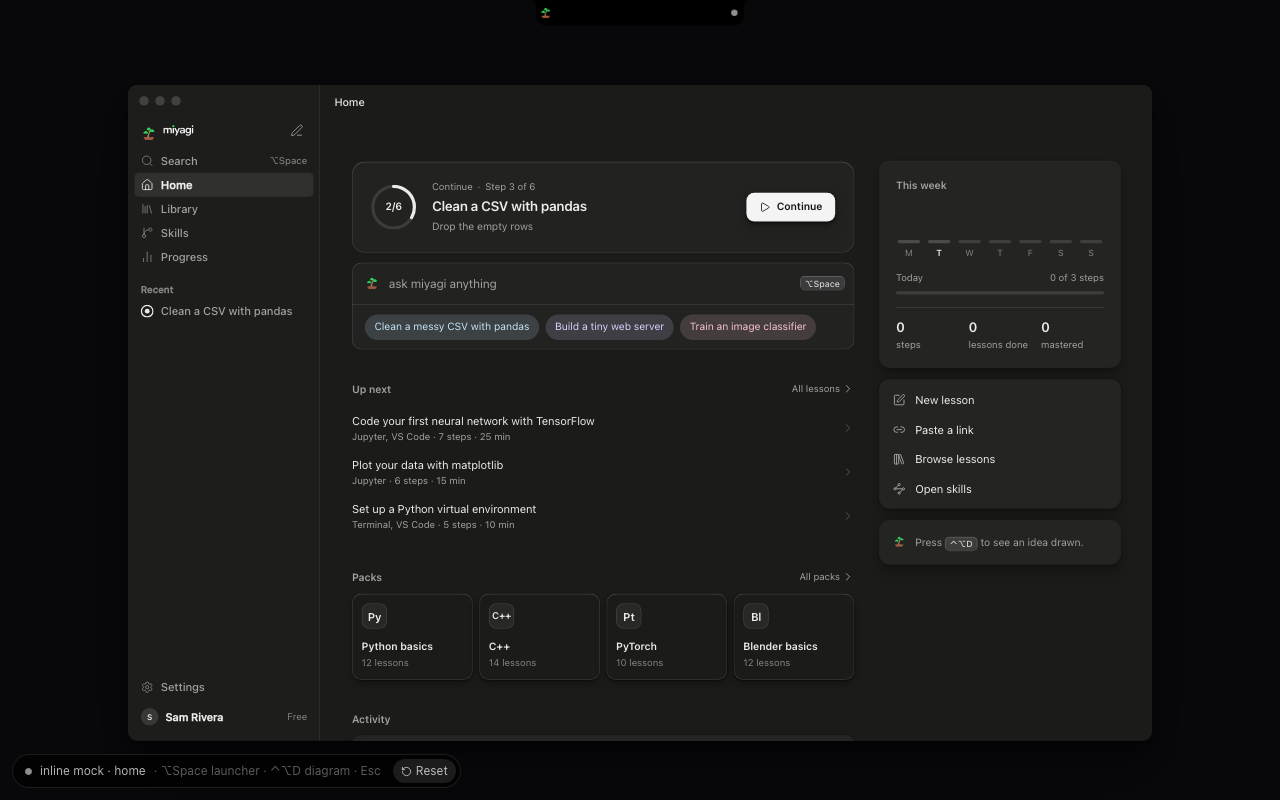 miyagi
Search ⌥Space
Home
Library
Skills
Progress
Recent
Clean a CSV with pandas
Settings
S Sam Rivera Free
Home
2/6
Continue · Step 3 of 6
Clean a CSV with pandas
Drop the empty rows
Continue
ask miyagi anything ⌥Space
Clean a messy CSV with pandas Build a tiny web server Train an image classifier
Up next All lessons
Code your first neural network with TensorFlow
Jupyter, VS Code · 7 steps · 25 min
Plot your data with matplotlib
Jupyter · 6 steps · 15 min
Set up a Python virtual environment
Terminal, VS Code · 5 steps · 10 min
Packs All packs
Py
Python basics
12 lessons
C++
C++
14 lessons
Pt
PyTorch
10 lessons
Bl
Blender basics
12 lessons
Activity
This week
M T W T F S S
Today 0 of 3 steps
0 0 0
steps lessons done mastered
New lesson
Paste a link
Browse lessons
Open skills
Press ^⌥D to see an idea drawn.
inline mock · home · ⌥Space launcher · ^⌥D diagram · Esc Reset